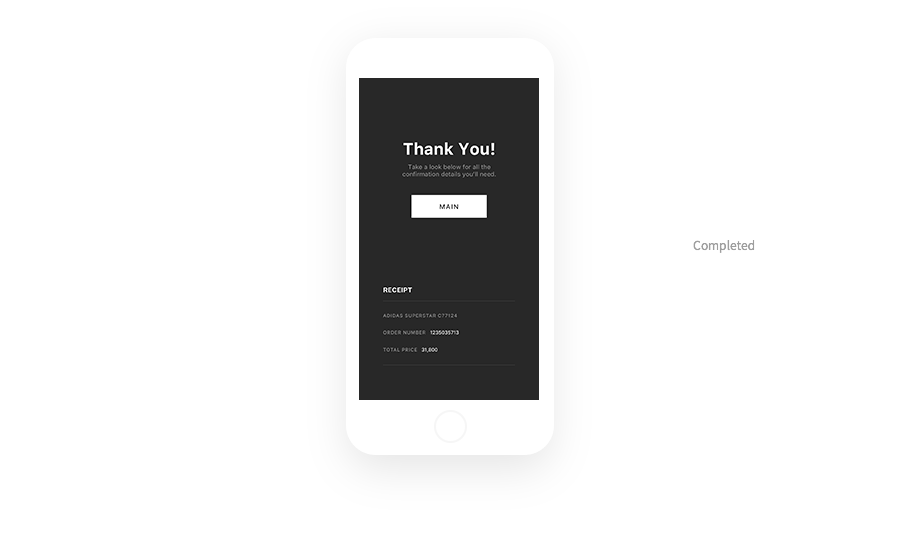 Thank You!
Take a look below for all the
confirmation details you'll need.
MAIN
Completed
RECEIPT
ADIDAS SUPERSTAR C77124
ORDER NUMBER 1235035713
TOTAL PRICE 31,800